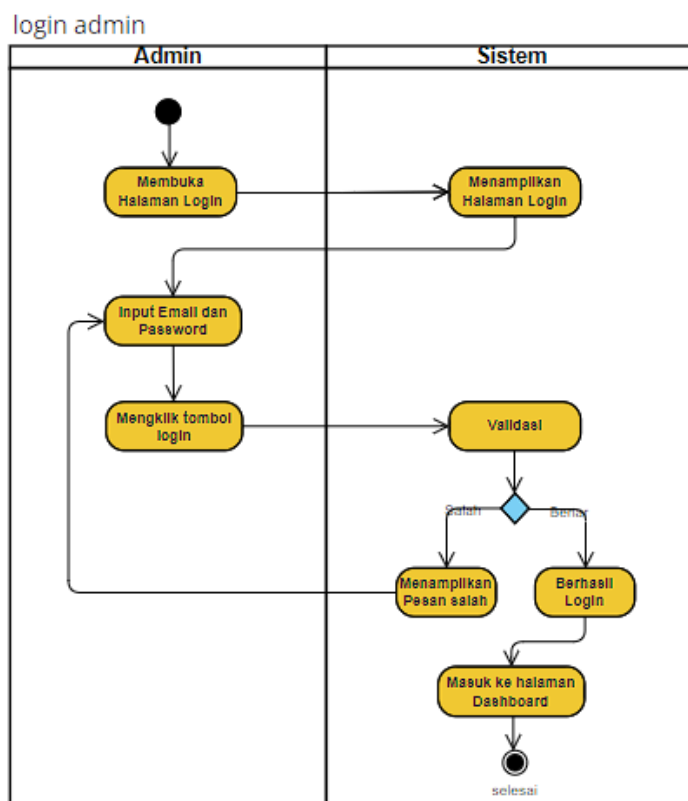 login admin
Admin
Sistem
Membuka
Halaman Login
Menampilkan
Halaman Login
Input Email dan
Password
Mengklik tombol
login
Validasi
Salah
Benar
Menampilkan
Pesan salah
Berhasil
Login
Masuk ke halaman
Dashboard
selesai